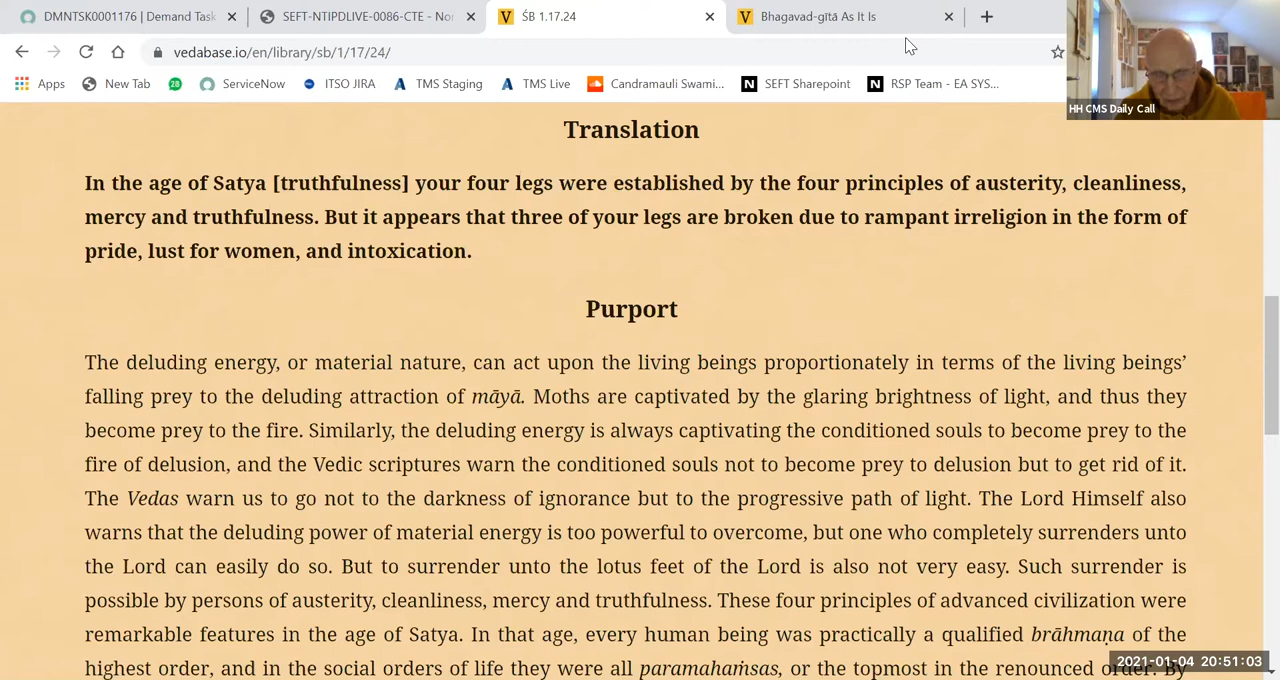 DMNTSK0001176 | Demand Task
SEFT-NTIPDLIVE-0086-CTE - Nor
ŚB 1.17.24
Bhagavad-gītā As It Is
vedabase.io/en/library/sb/1/17/24/
Apps
New Tab
28
ServiceNow
ITSO JIRA
TMS Staging
TMS Live
Candramauli Swami...
SEFT Sharepoint
RSP Team - EA SYS...
HH CMS Daily Call
Translation
In the age of Satya [truthfulness] your four legs were established by the four principles of austerity, cleanliness,
mercy and truthfulness. But it appears that three of your legs are broken due to rampant irreligion in the form of
pride, lust for women, and intoxication.
Purport
The deluding energy, or material nature, can act upon the living beings proportionately in terms of the living beings’
falling prey to the deluding attraction of māyā. Moths are captivated by the glaring brightness of light, and thus they
become prey to the fire. Similarly, the deluding energy is always captivating the conditioned souls to become prey to the
fire of delusion, and the Vedic scriptures warn the conditioned souls not to become prey to delusion but to get rid of it.
The Vedas warn us to go not to the darkness of ignorance but to the progressive path of light. The Lord Himself also
warns that the deluding power of material energy is too powerful to overcome, but one who completely surrenders unto
the Lord can easily do so. But to surrender unto the lotus feet of the Lord is also not very easy. Such surrender is
possible by persons of austerity, cleanliness, mercy and truthfulness. These four principles of advanced civilization were
remarkable features in the age of Satya. In that age, every human being was practically a qualified brāhmaṇa of the
highest order, and in the social orders of life they were all paramahaṁsas, or the topmost in the renounced order. By
2021-01-04 20:51:03